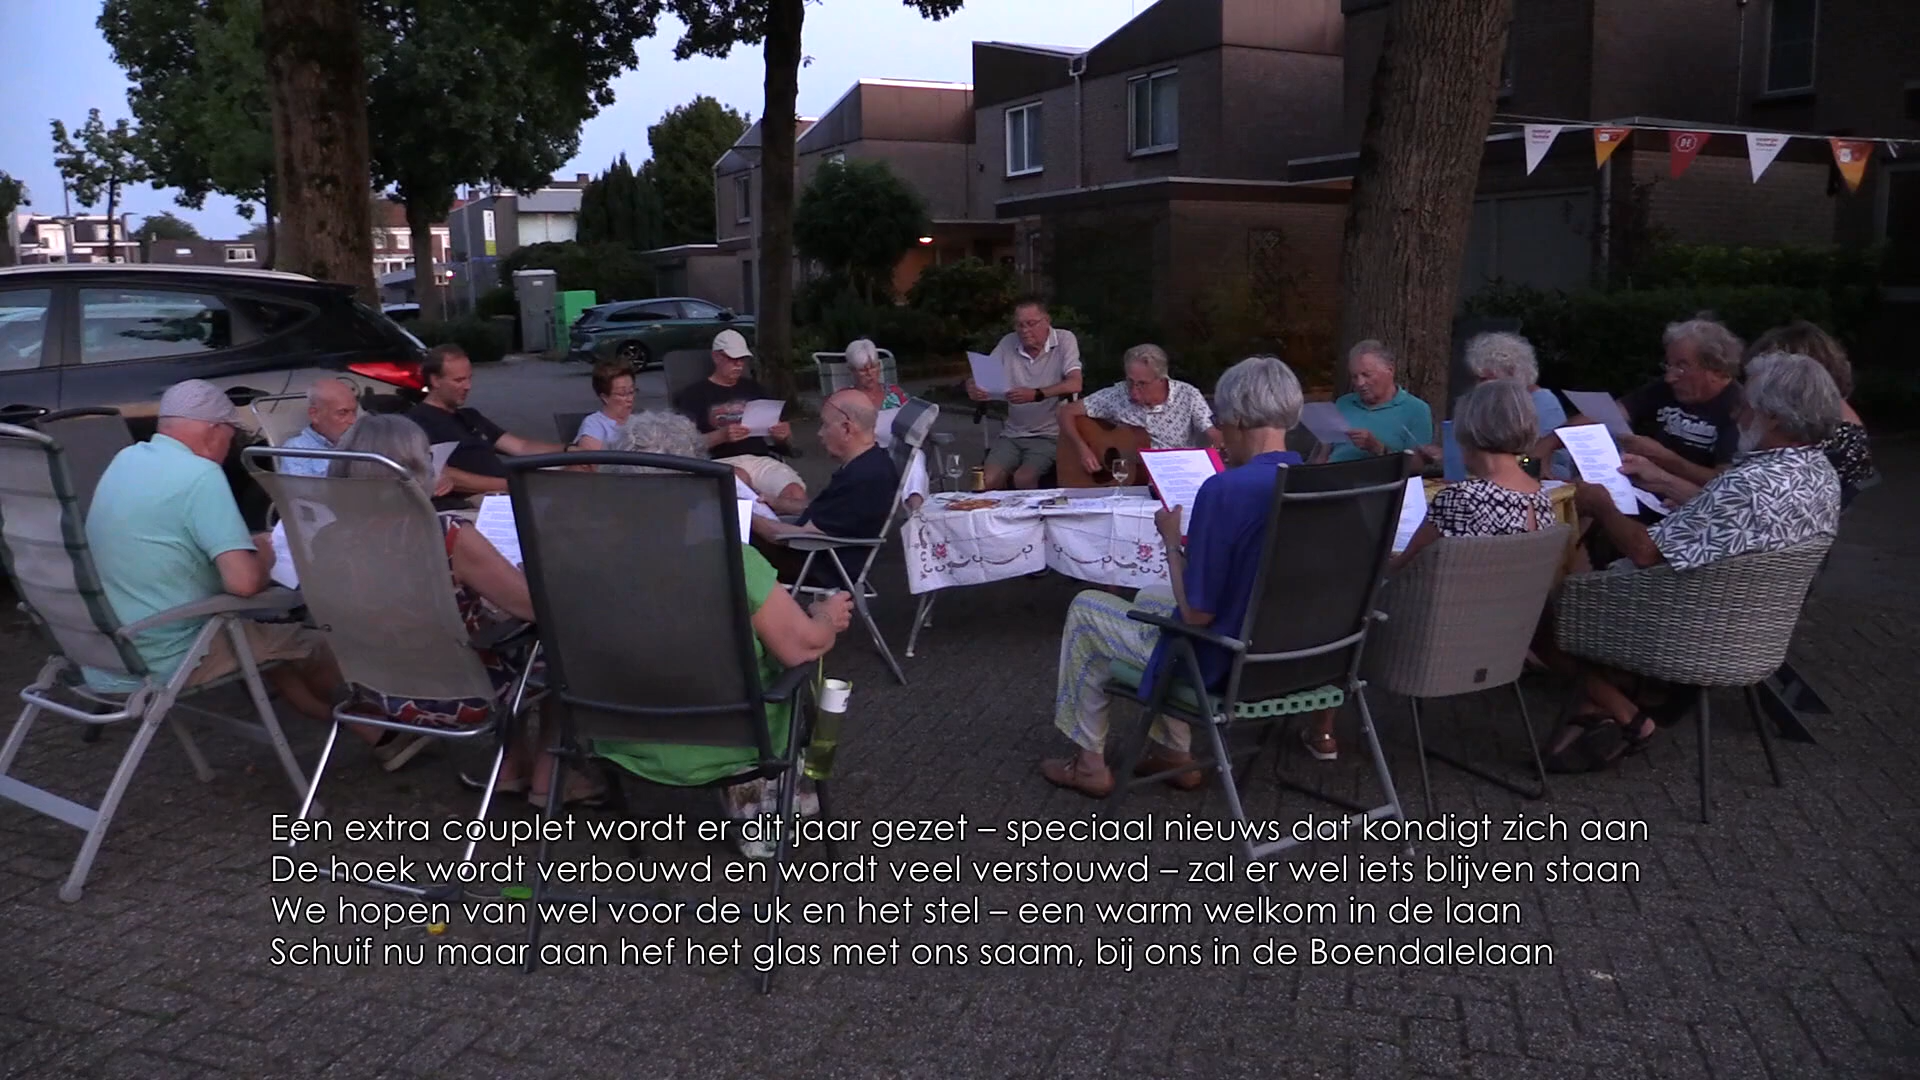 Een extra couplet wordt er dit jaar gezet – speciaal nieuws dat kondigt zich aan
De hoek wordt verbouwd en wordt veel verstouwd – zal er wel iets blijven staan
We hopen van wel voor de uk en het stel – een warm welkom in de laan
Schuif nu maar aan hef het glas met ons saam, bij ons in de Boendalelaan